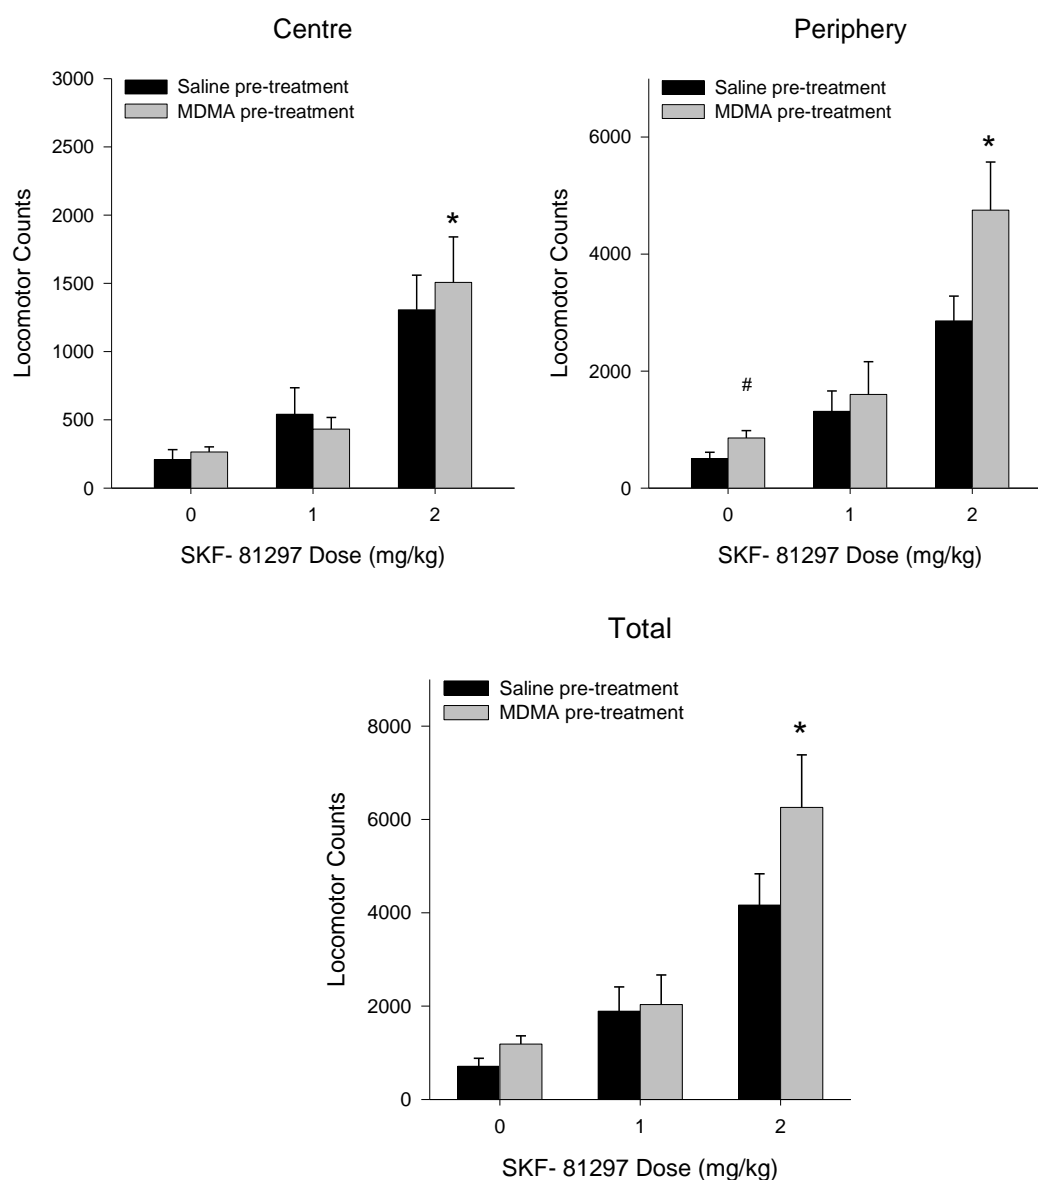 Centre
Saline pre-treatment
MDMA pre-treatment
3000
2500
2000
1500
1000
500
0
Locomotor Counts
*
0 1 2
SKF- 81297 Dose (mg/kg)
Periphery
Saline pre-treatment
MDMA pre-treatment
6000
4000
2000
0
Locomotor Counts
#
*
0 1 2
SKF- 81297 Dose (mg/kg)
Total
Saline pre-treatment
MDMA pre-treatment
8000
6000
4000
2000
0
Locomotor Counts
*
0 1 2
SKF- 81297 Dose (mg/kg)